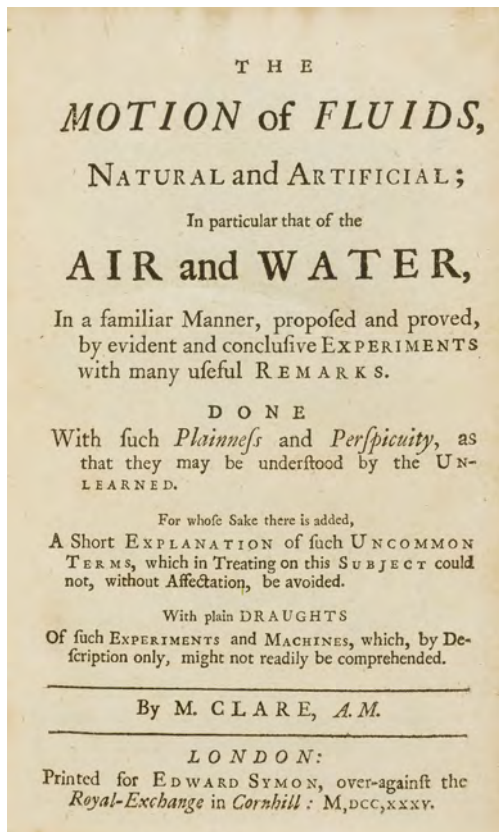 THE
MOTION of FLUIDS,
NATURAL and ARTIFICIAL;
In particular that of the
AIR and WATER,
In a familiar Manner, propoſed and proved,
by evident and concluſive EXPERIMENTS
with many uſeful REMARKS.
DONE
With ſuch Plainneſs and Perſpicuity, as
that they may be underſtood by the UN-
LEARNED.
For whoſe Sake there is added,
A Short EXPLANATION of ſuch UNCOMMON
TERMS, which in Treating on this SUBJECT could
not, without Affectation, be avoided.
With plain DRAUGHTS
Of ſuch EXPERIMENTS and MACHINES, which, by De-
ſcription only, might not readily be comprehended.
By M. CLARE, A.M.
LONDON:
Printed for EDWARD SYMON, over-againſt the
Royal-Exchange in Cornhill: M,DCC,XXXV.